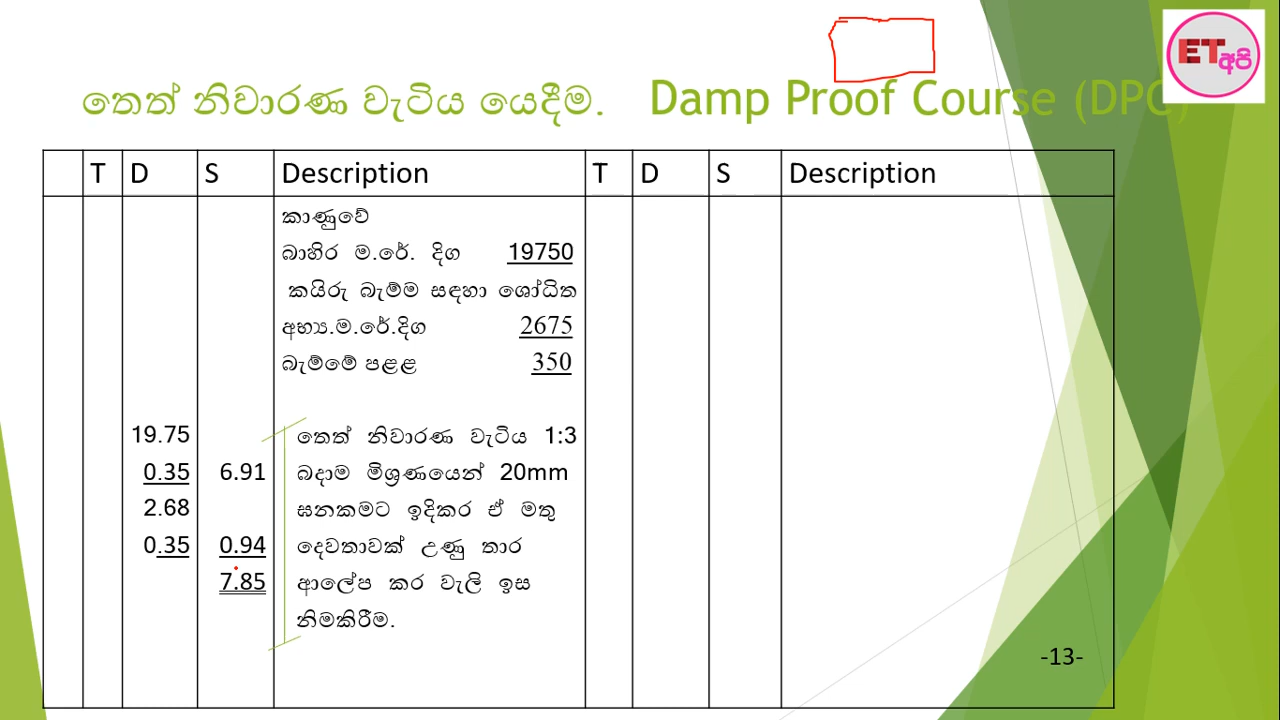 ET අපි
තෙත් නිවාරණ වැටිය යෙදීම. Damp Proof Course (DPC)
T D S Description T D S Description
කාණුවේ
බාහිර ම.රේ. දිග 19750
කයිරු බැම්ම සඳහා ශෝධිත
අභ්‍ය.ම.රේ.දිග 2675
බැම්මේ පළළ 350
19.75 තෙත් නිවාරණ වැටිය 1:3
0.35 6.91 බදාම මිශ්‍රණයෙන් 20mm
2.68 ඝනකමට ඉදිකර ඒ මතු
0.35 0.94 දෙවතාවක් උණු තාර
7.85 ආලේප කර වැලි ඉස
නිමකිරීම.
-13-